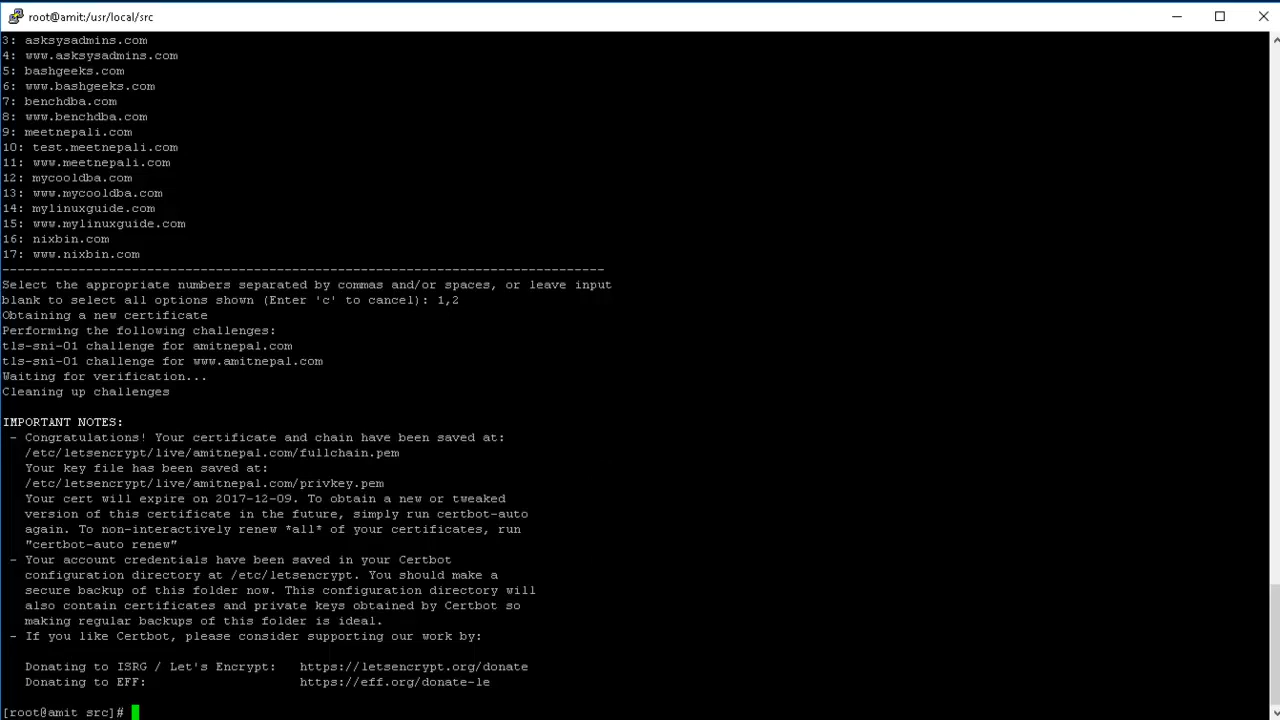 root@amit:/usr/local/src
3: asksysadmins.com
4: www.asksysadmins.com
5: bashgeeks.com
6: www.bashgeeks.com
7: benchdba.com
8: www.benchdba.com
9: meetnepali.com
10: test.meetnepali.com
11: www.meetnepali.com
12: mycooldba.com
13: www.mycooldba.com
14: mylinuxguide.com
15: www.mylinuxguide.com
16: nixbin.com
17: www.nixbin.com
-------------------------------------------------------------------------------
Select the appropriate numbers separated by commas and/or spaces, or leave input
blank to select all options shown (Enter 'c' to cancel): 1,2
Obtaining a new certificate
Performing the following challenges:
tls-sni-01 challenge for amitnepal.com
tls-sni-01 challenge for www.amitnepal.com
Waiting for verification...
Cleaning up challenges
IMPORTANT NOTES:
- Congratulations! Your certificate and chain have been saved at:
/etc/letsencrypt/live/amitnepal.com/fullchain.pem
Your key file has been saved at:
/etc/letsencrypt/live/amitnepal.com/privkey.pem
Your cert will expire on 2017-12-09. To obtain a new or tweaked
version of this certificate in the future, simply run certbot-auto
again. To non-interactively renew *all* of your certificates, run
"certbot-auto renew"
- Your account credentials have been saved in your Certbot
configuration directory at /etc/letsencrypt. You should make a
secure backup of this folder now. This configuration directory will
also contain certificates and private keys obtained by Certbot so
making regular backups of this folder is ideal.
- If you like Certbot, please consider supporting our work by:
Donating to ISRG / Let's Encrypt: https://letsencrypt.org/donate
Donating to EFF: https://eff.org/donate-le
[root@amit src]#